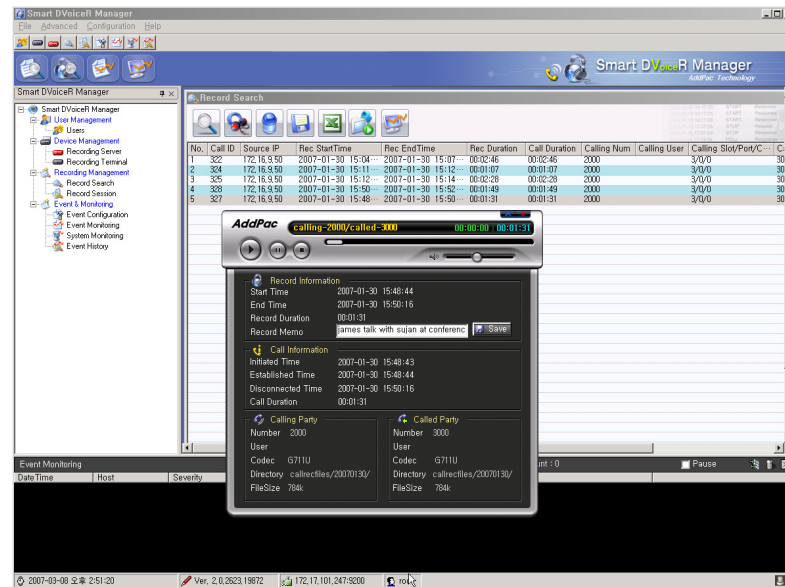 Smart DVoiceR Manager
File Advanced Configuration Help
Smart DVoiceR Manager
AddPac Technology
Smart DVoiceR Manager
Smart DVoiceR Manager
User Management
Users
Device Management
Recording Server
Recording Terminal
Recording Management
Record Search
Record Session
Event & Monitoring
Event Configuration
Event Monitoring
System Monitoring
Event History
Record Search
No. Call ID Source IP Rec StartTime Rec EndTime Rec Duration Call Duration Calling Num Calling User Calling Slot/Port/C...
1 322 172,16,9,50 2007-01-30 15:04... 2007-01-30 15:07... 00:02:46 00:02:46 2000 3/0/0 30
2 324 172,16,9,50 2007-01-30 15:11... 2007-01-30 15:12... 00:01:07 00:01:07 2000 3/0/0 30
3 325 172,16,9,50 2007-01-30 15:12... 2007-01-30 15:14... 00:02:28 00:02:28 2000 3/0/0 30
4 328 172,16,9,50 2007-01-30 15:50... 2007-01-30 15:52... 00:01:49 00:01:49 2000 3/0/0 30
5 327 172,16,9,50 2007-01-30 15:48... 2007-01-30 15:50... 00:01:31 00:01:31 2000 3/0/0 30
AddPac calling-2000/called-3000 00:00:00 00:01:31
Record Information
Start Time 2007-01-30 15:48:44
End Time 2007-01-30 15:50:16
Record Duration 00:01:31
Record Memo james talk with sujan at conferenc Save
Call Information
Initiated Time 2007-01-30 15:48:43
Established Time 2007-01-30 15:48:44
Disconnected Time 2007-01-30 15:50:16
Call Duration 00:01:31
Calling Party
Number 2000
User
Codec G711U
Directory callrecfiles/20070130/
FileSize 784k
Called Party
Number 3000
User
Codec G711U
Directory callrecfiles/20070130/
FileSize 784k
Event Monitoring
unt : 0 Pause
DateTime Host Severity
2007-03-08 오후 2:51:20 Ver, 2,0,2623,19872 172,17,101,247:9200